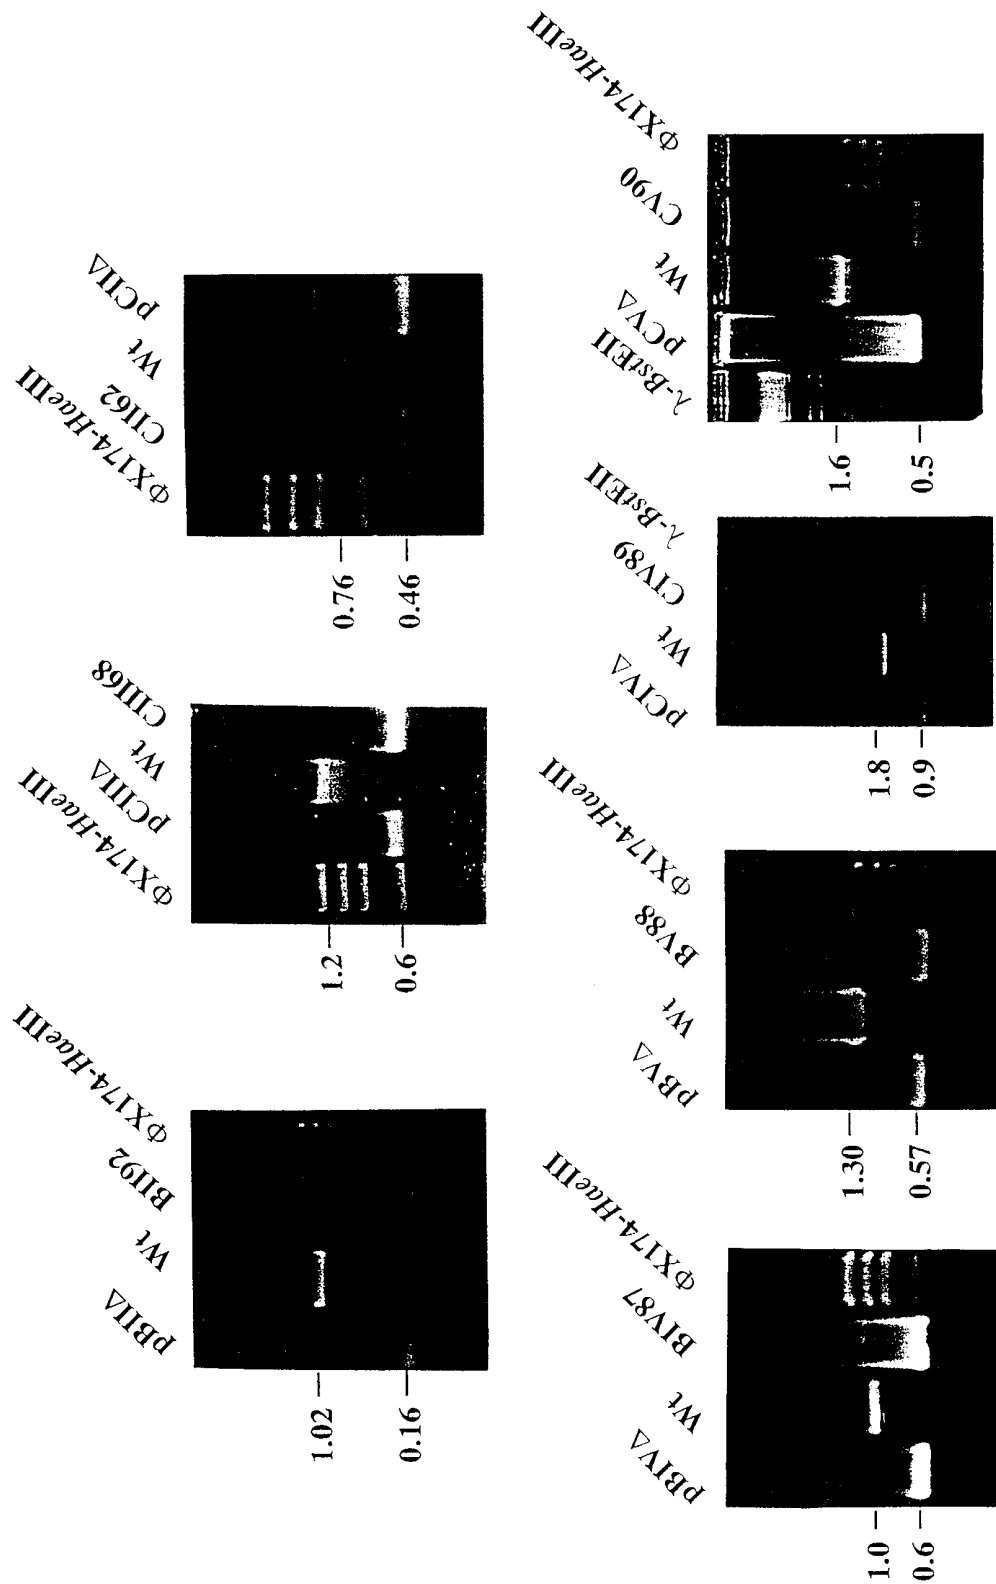 pBIIΔ
Wt
BII92
ΦX174-HaeIII
1.02
0.16
ΦX174-HaeIII
pCIIIΔ
Wt
CIII68
1.2
0.6
ΦX174-HaeIII
CII62
Wt
pCIIΔ
0.76
0.46
pBIVΔ
Wt
BIV87
ΦX174-HaeIII
1.0
0.6
pBVΔ
Wt
BV88
ΦX174-HaeIII
1.30
0.57
pCIVΔ
Wt
CIV89
λ-BstEII
1.8
0.9
λ-BstEII
pCVΔ
Wt
CV90
ΦX174-HaeIII
1.6
0.5